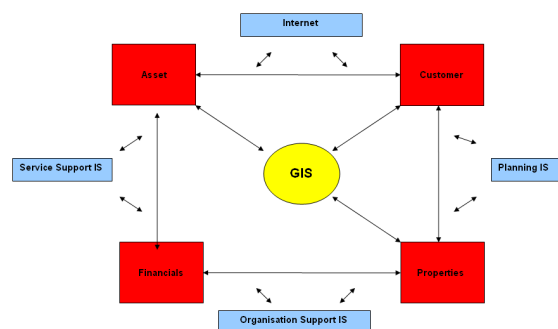 Internet
Asset
Customer
Service Support IS
GIS
Planning IS
Financials
Properties
Organisation Support IS